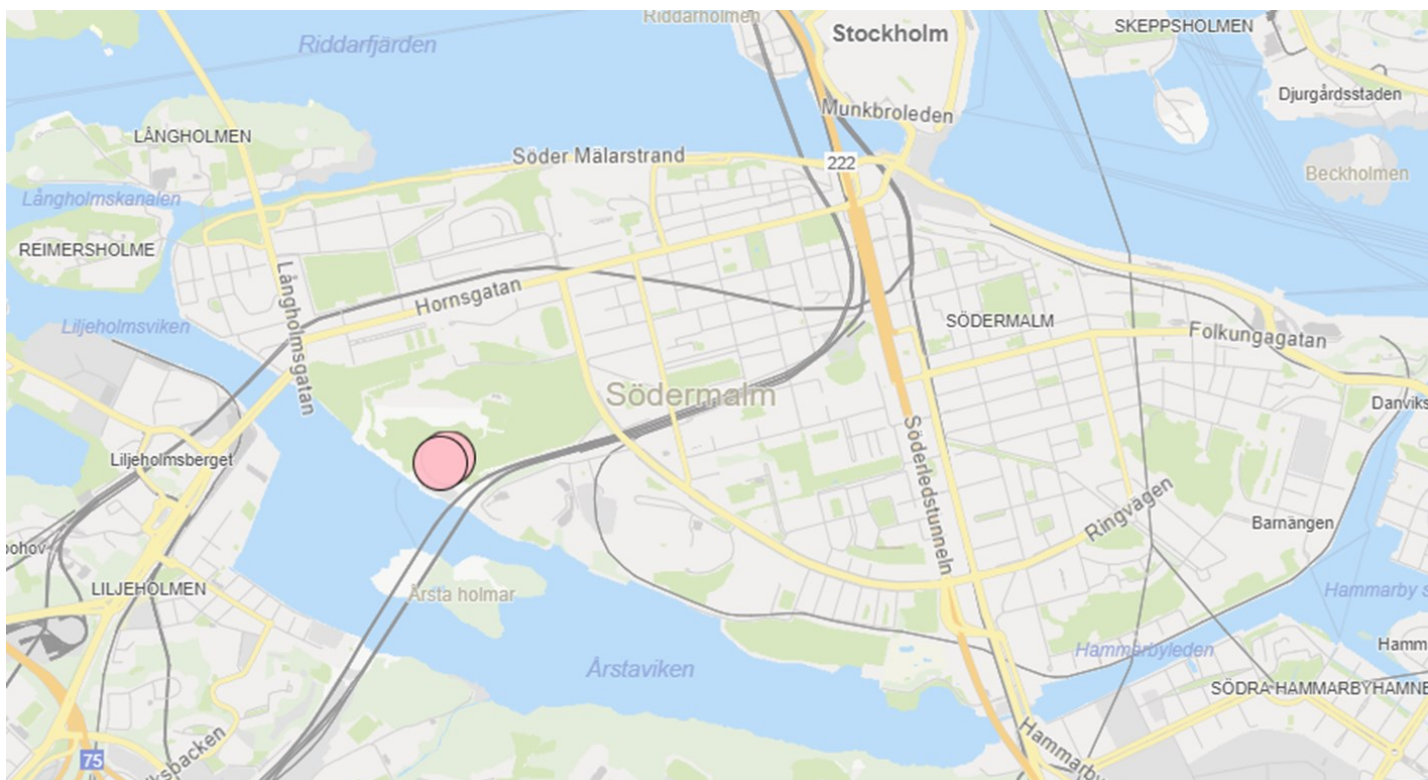 Riddarholmen
Stockholm
SKEPPSHOLMEN
Riddarfjärden
Djurgårdsstaden
Munkbroleden
LÅNGHOLMEN
Söder Mälarstrand
222
Beckholmen
Långholmskanalen
REIMERSHOLME
Långholmsgatan
Hornsgatan
SÖDERMALM
Liljeholmsviken
Folkungagatan
Södermalm
Danviks
Liljeholmsberget
Söderledstunneln
Ringvägen
Barnängen
LILJEHOLMEN
Årsta holmar
Hammarby s
Hammarbyleden
Hamm
Årstaviken
SÖDRA HAMMARBYHAMNE
75